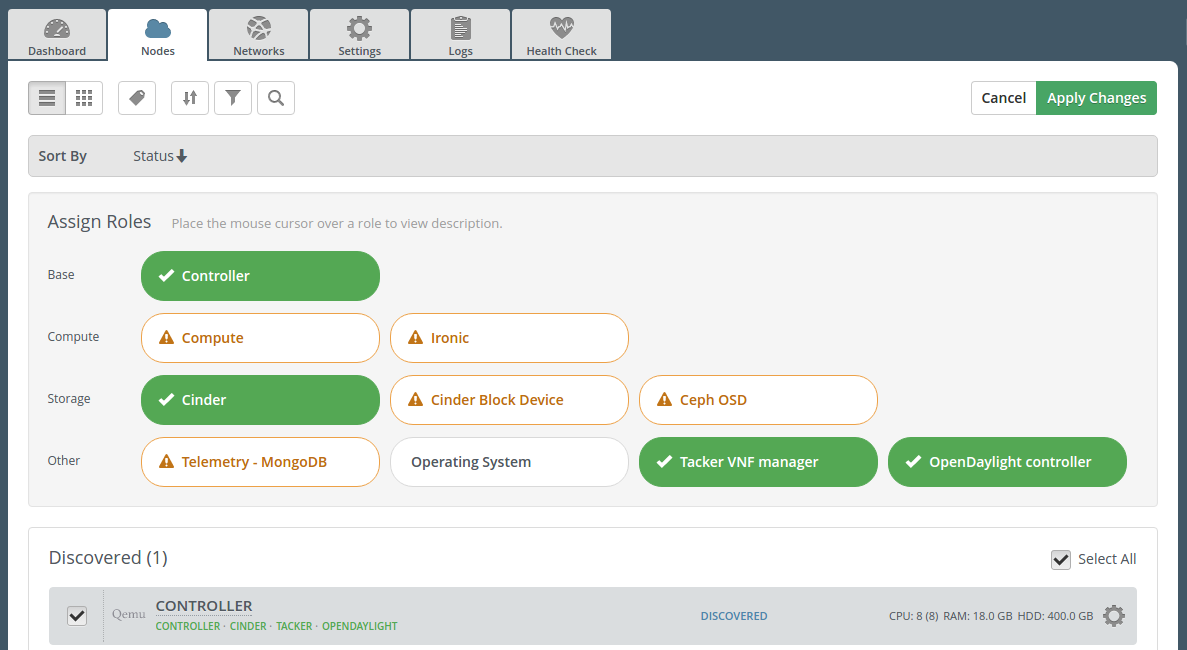 Dashboard Nodes Networks Settings Logs Health Check
Cancel Apply Changes
Sort By Status
Assign Roles Place the mouse cursor over a role to view description.
Base Controller
Compute Compute Ironic
Storage Cinder Cinder Block Device Ceph OSD
Other Telemetry - MongoDB Operating System Tacker VNF manager OpenDaylight controller
Discovered (1) Select All
Qemu CONTROLLER DISCOVERED CPU: 8 (8) RAM: 18.0 GB HDD: 400.0 GB
CONTROLLER · CINDER · TACKER · OPENDAYLIGHT